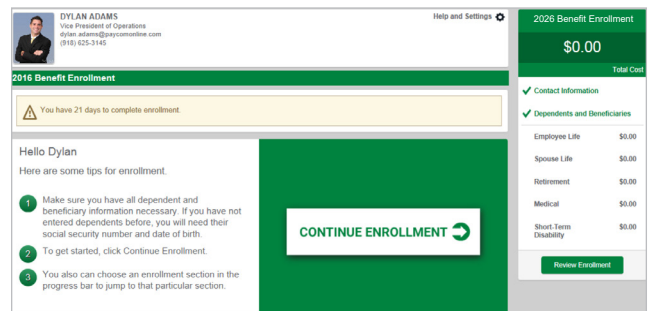 DYLAN ADAMS
Vice President of Operations
dylan.adams@paycomonline.com
(918) 625-3145
Help and Settings
2016 Benefit Enrollment
You have 21 days to complete enrollment
Hello Dylan
Here are some tips for enrollment.
1 Make sure you have all dependent and
beneficiary information necessary. If you have not
entered dependents before, you will need their
social security number and date of birth.
2 To get started, click Continue Enrollment.
3 You also can choose an enrollment section in the
progress bar to jump to that particular section.
CONTINUE ENROLLMENT
2026 Benefit Enrollment
$0.00
Total Cost
Contact Information
Dependents and Beneficiaries
Employee Life $0.00
Spouse Life $0.00
Retirement $0.00
Medical $0.00
Short-Term $0.00
Disability
Review Enrollment